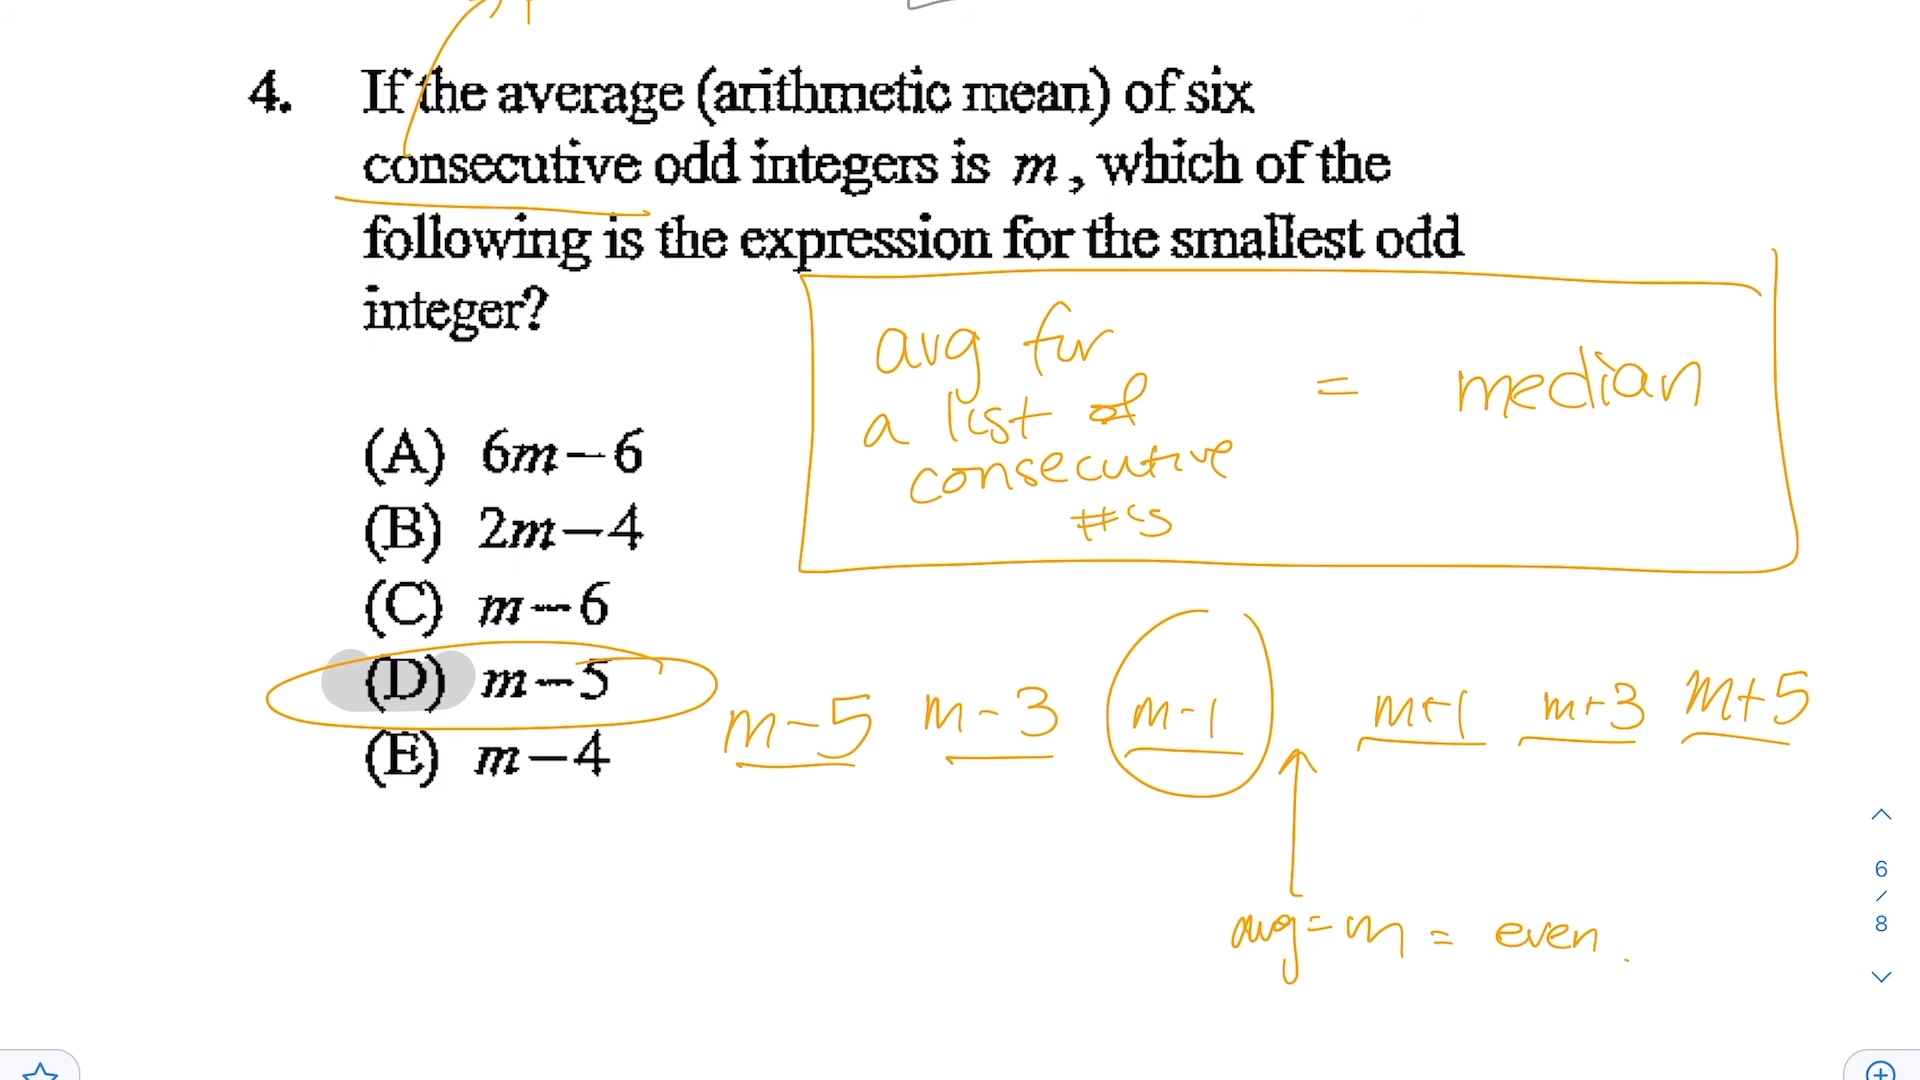 4. If the average (arithmetic mean) of six
consecutive odd integers is m, which of the
following is the expression for the smallest odd
integer?
avg for
a list of
consecutive
#'s
= median
(A) 6m - 6
(B) 2m - 4
(C) m - 6
(D) m - 5
(E) m - 4
m-5 m-3 m-1 m+1 m+3 m+5
avg = m = even.
6
/
8